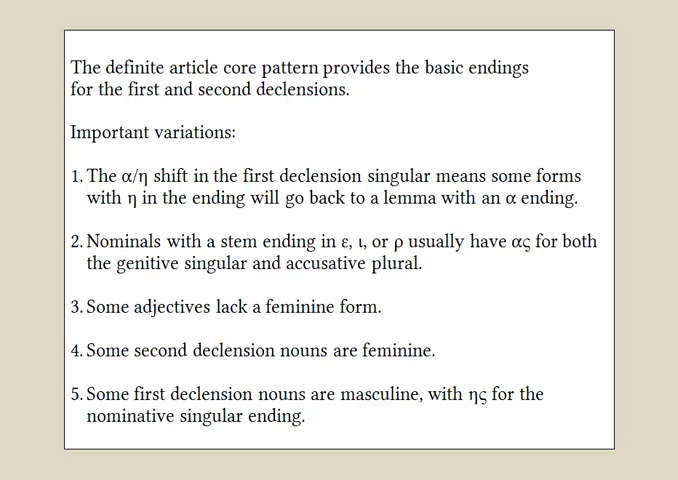 The definite article core pattern provides the basic endings
for the first and second declensions.
Important variations:
1. The α/η shift in the first declension singular means some forms
with η in the ending will go back to a lemma with an α ending.
2. Nominals with a stem ending in ε, ι, or ρ usually have ας for both
the genitive singular and accusative plural.
3. Some adjectives lack a feminine form.
4. Some second declension nouns are feminine.
5. Some first declension nouns are masculine, with ης for the
nominative singular ending.